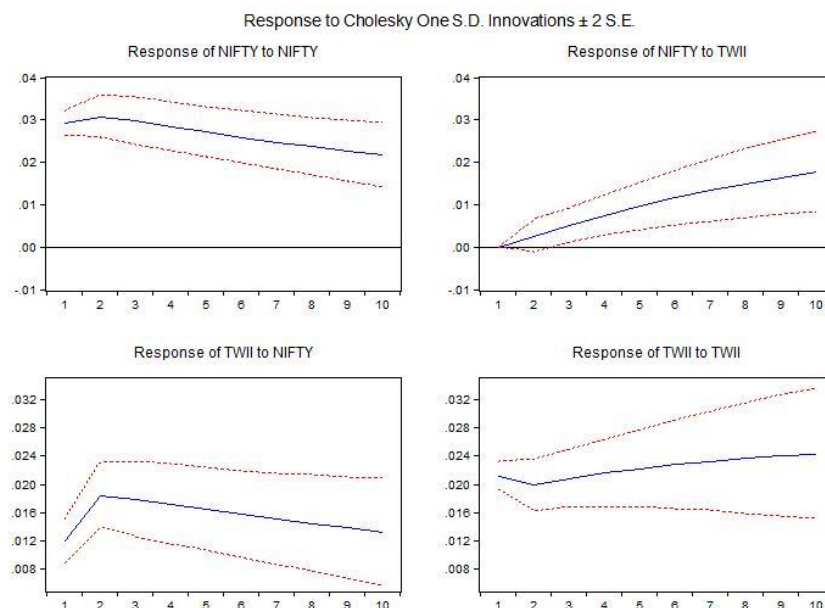 Response to Cholesky One S.D. Innovations ± 2 S.E.
Response of NIFTY to NIFTY
.04
.03
.02
.01
.00
-.01
1 2 3 4 5 6 7 8 9 10
Response of NIFTY to TWII
.04
.03
.02
.01
.00
-.01
1 2 3 4 5 6 7 8 9 10
Response of TWII to NIFTY
.032
.028
.024
.020
.016
.012
.008
1 2 3 4 5 6 7 8 9 10
Response of TWII to TWII
.032
.028
.024
.020
.016
.012
.008
1 2 3 4 5 6 7 8 9 10